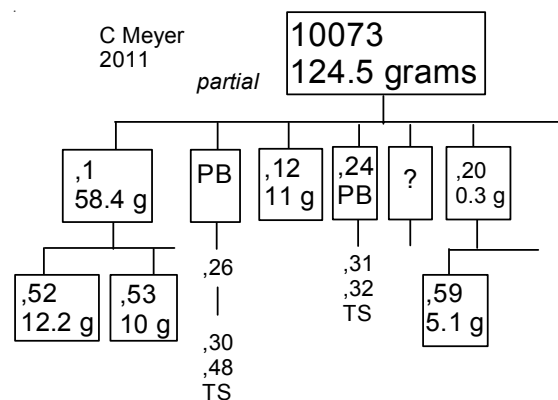 C Meyer
2011
partial
10073
124.5 grams
,1
58.4 g
PB
,12
11 g
,24
PB
?
,20
0.3 g
,52
12.2 g
,53
10 g
,26
,30
,48
TS
,31
,32
TS
,59
5.1 g